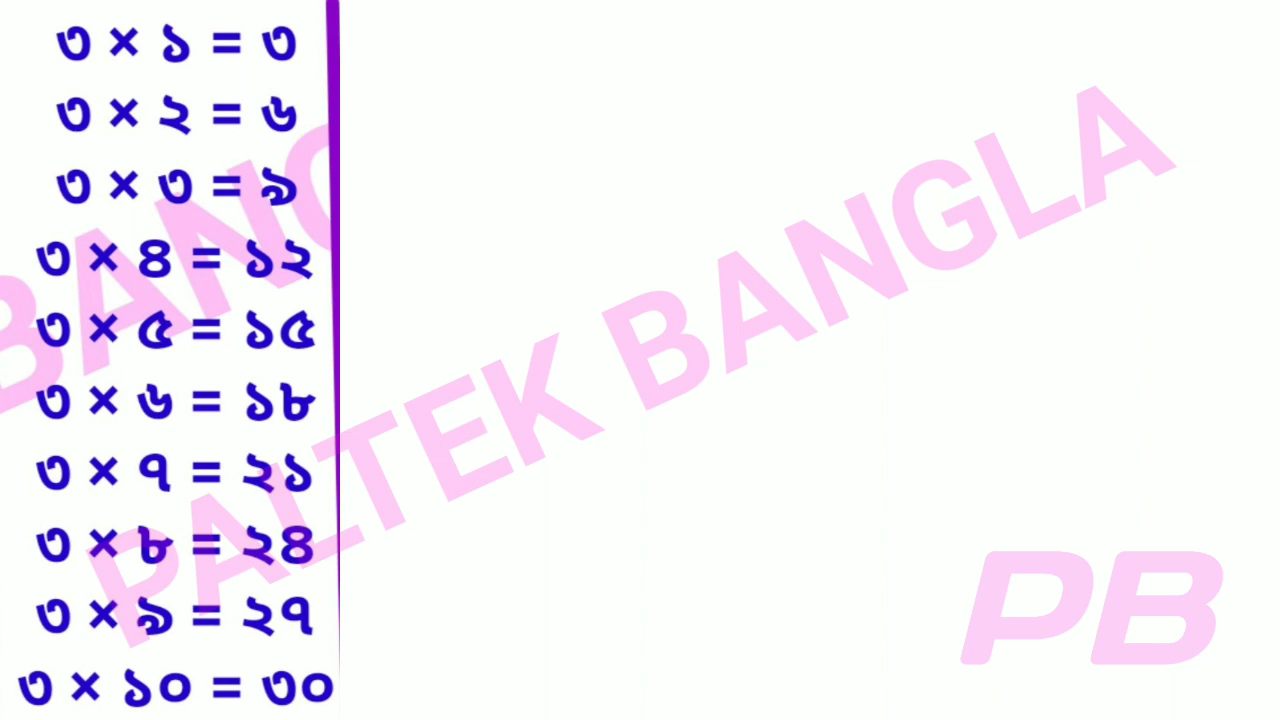 ৩ × ১ = ৩
৩ × ২ = ৬
৩ × ৩ = ৯
৩ × ৪ = ১২
৩ × ৫ = ১৫
৩ × ৬ = ১৮
৩ × ৭ = ২১
৩ × ৮ = ২৪
৩ × ৯ = ২৭
৩ × ১০ = ৩০
BANG
PALTEK BANGLA
PB